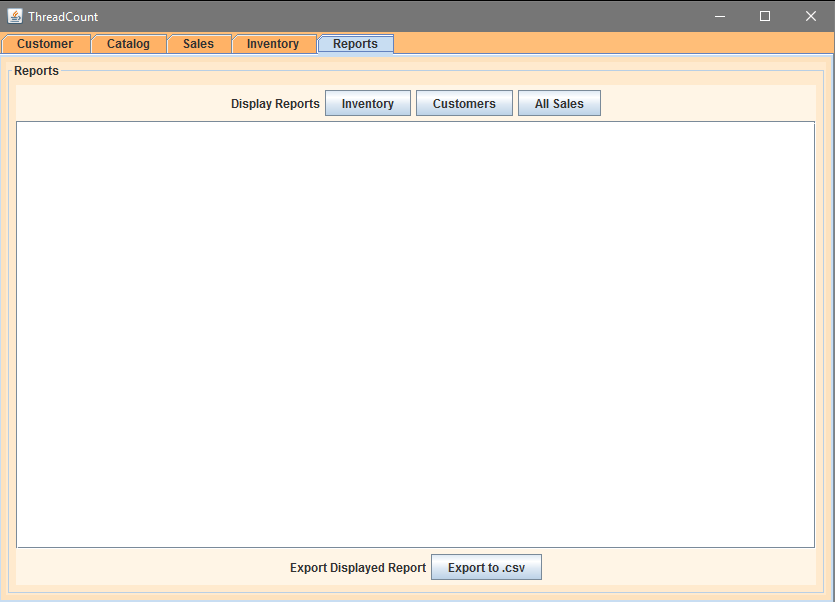 ThreadCount
Customer Catalog Sales Inventory Reports
Reports
Display Reports Inventory Customers All Sales
Export Displayed Report Export to .csv